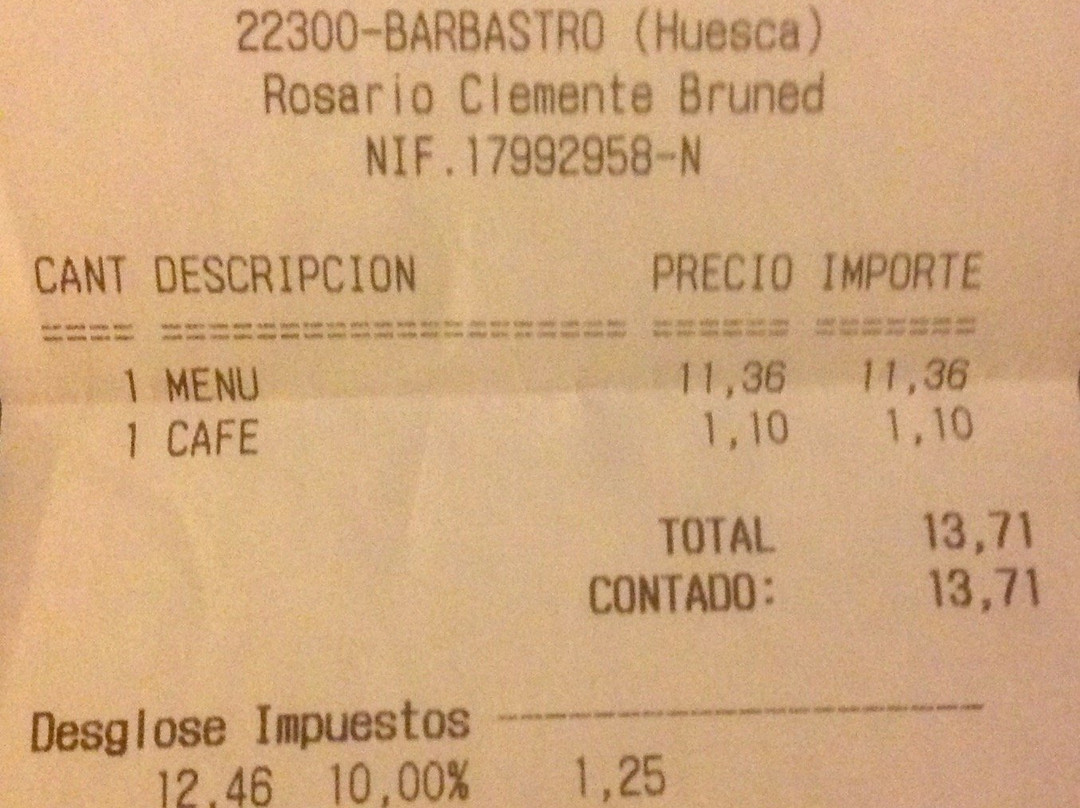 22300-BARBASTRO (Huesca)
Rosario Clemente Bruned
NIF.17992958-N
CANT DESCRIPCION PRECIO IMPORTE
==== ==================== ====== =======
1 MENU 11,36 11,36
1 CAFE 1,10 1,10
TOTAL 13,71
CONTADO: 13,71
Desglose Impuestos ---------------------
12,46 10,00% 1,25